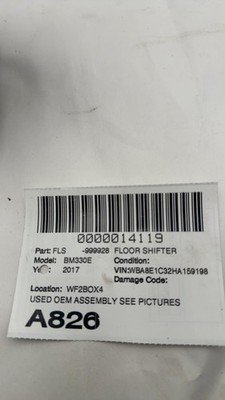 0000014119
Part: FLS -999928 FLOOR SHIFTER
Model: BM330E Condition:
Year: 2017 VIN:WBA8E1C32HA159198
Damage Code:
Location: WF2BOX4
USED OEM ASSEMBLY SEE PICTURES
A826